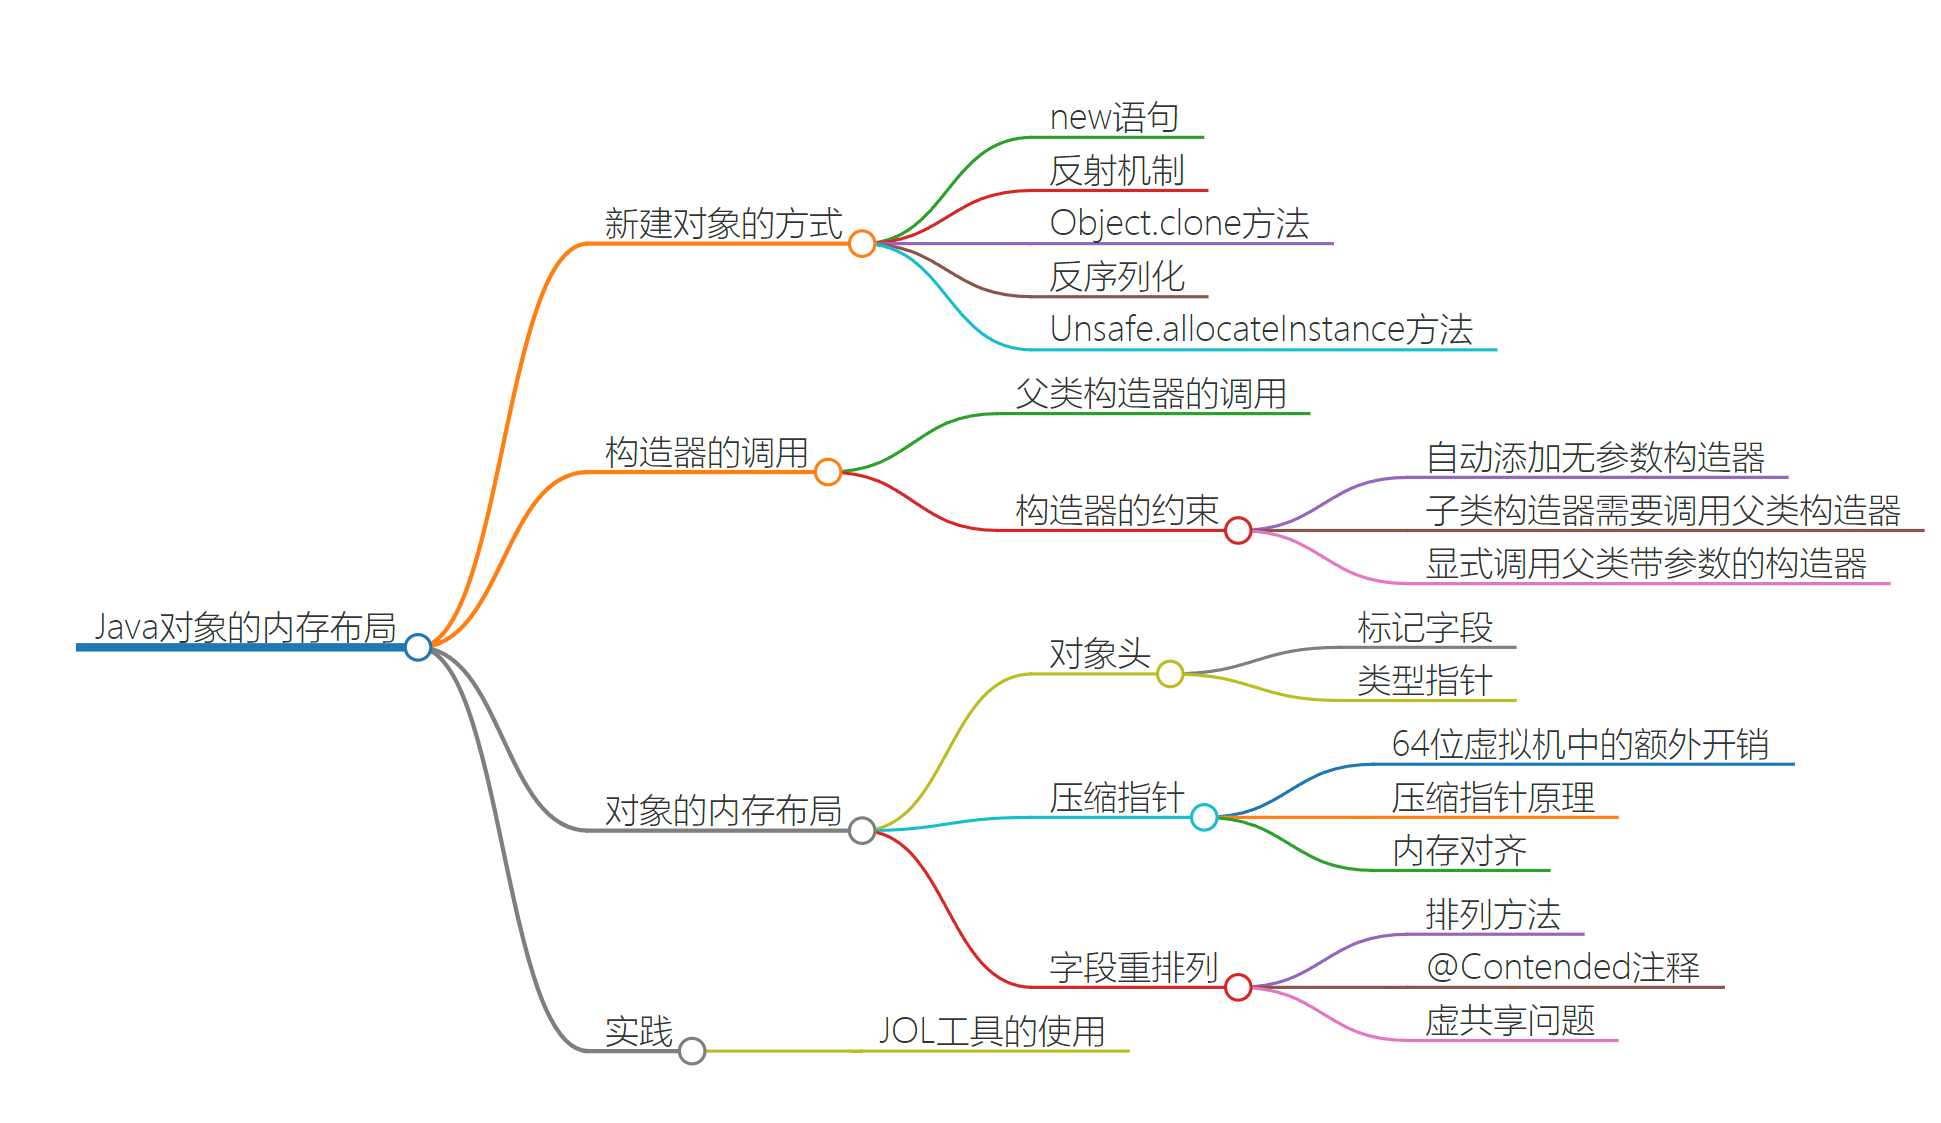 Java对象的内存布局
新建对象的方式
new语句
反射机制
Object.clone方法
反序列化
Unsafe.allocateInstance方法
构造器的调用
父类构造器的调用
构造器的约束
自动添加无参数构造器
子类构造器需要调用父类构造器
显式调用父类带参数的构造器
对象的内存布局
对象头
标记字段
类型指针
压缩指针
64位虚拟机中的额外开销
压缩指针原理
内存对齐
字段重排列
排列方法
@Contended注释
虚共享问题
实践
JOL工具的使用